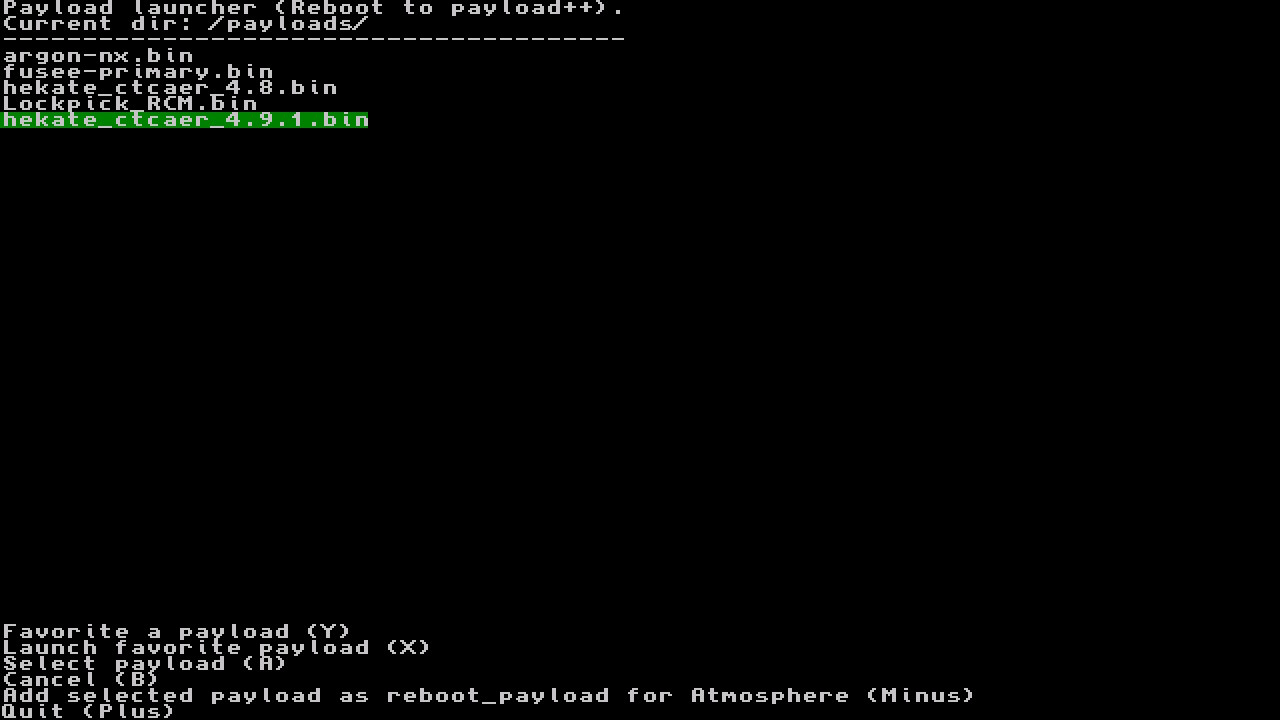 Payload launcher (Reboot to payload++).
Current dir: /payloads/
---------------------------------------
argon-nx.bin
fusee-primary.bin
hekate_ctcaer_4.8.bin
Lockpick_RCM.bin
hekate_ctcaer_4.9.1.bin
Favorite a payload (Y)
Launch favorite payload (X)
Select payload (A)
Cancel (B)
Add selected payload as reboot_payload for Atmosphere (Minus)
Quit (Plus)